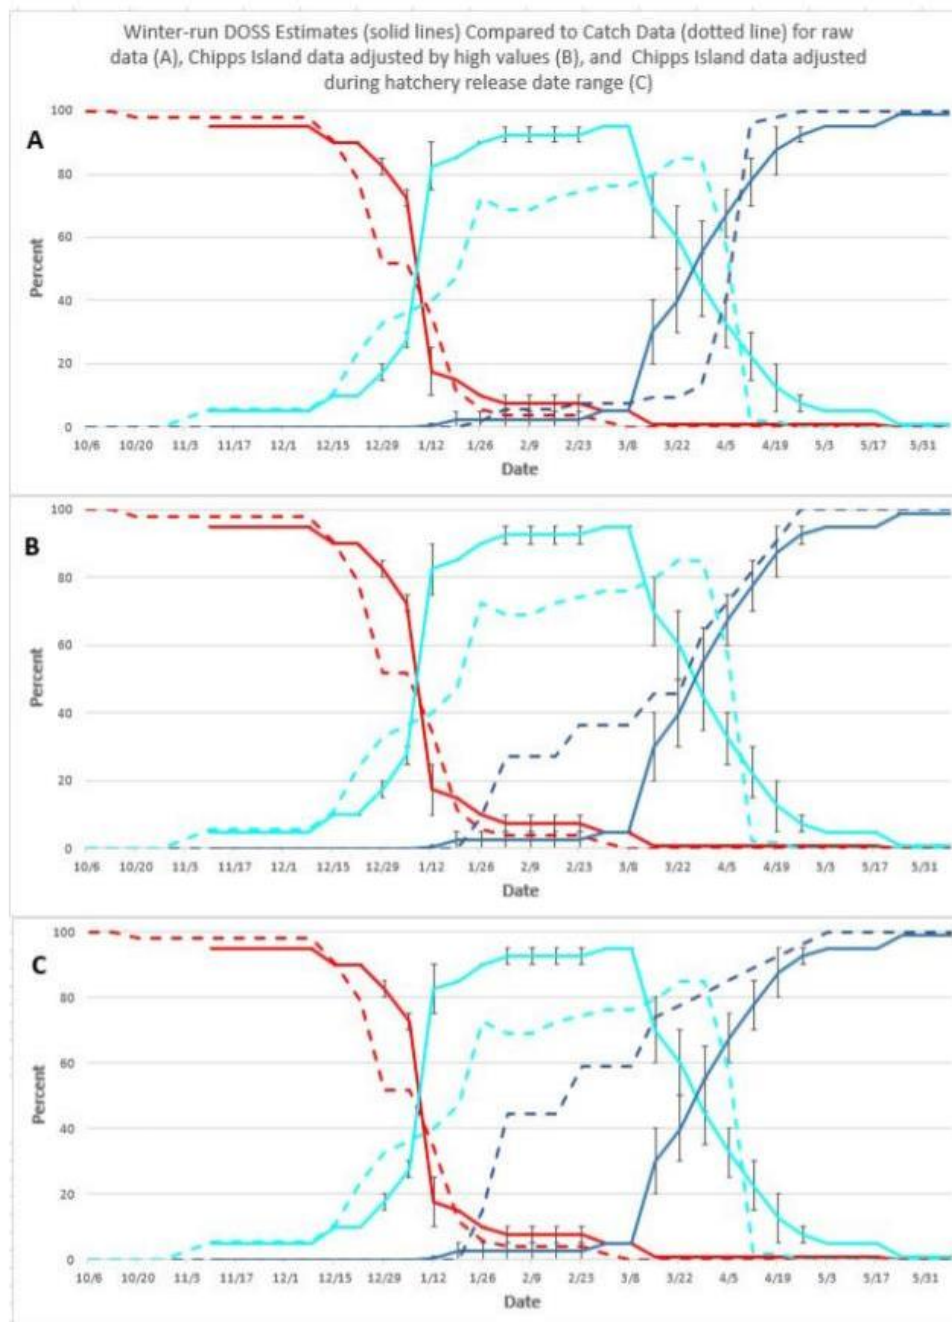 Winter-run DOSS Estimates (solid lines) Compared to Catch Data (dotted line) for raw
data (A), Chipps Island data adjusted by high values (B), and Chipps Island data adjusted
during hatchery release date range (C)
A
100
80
60
40
20
0
Percent
10/6 10/20 11/3 11/17 12/1 12/15 12/29 1/12 1/26 2/9 2/23 3/8 3/22 4/5 4/19 5/3 5/17 5/31
Date
B
100
80
60
40
20
0
Percent
10/6 10/20 11/3 11/17 12/1 12/15 12/29 1/12 1/26 2/9 2/23 3/8 3/22 4/5 4/19 5/3 5/17 5/31
Date
C
100
80
60
40
20
0
Percent
10/6 10/20 11/3 11/17 12/1 12/15 12/29 1/12 1/26 2/9 2/23 3/8 3/22 4/5 4/19 5/3 5/17 5/31
Date